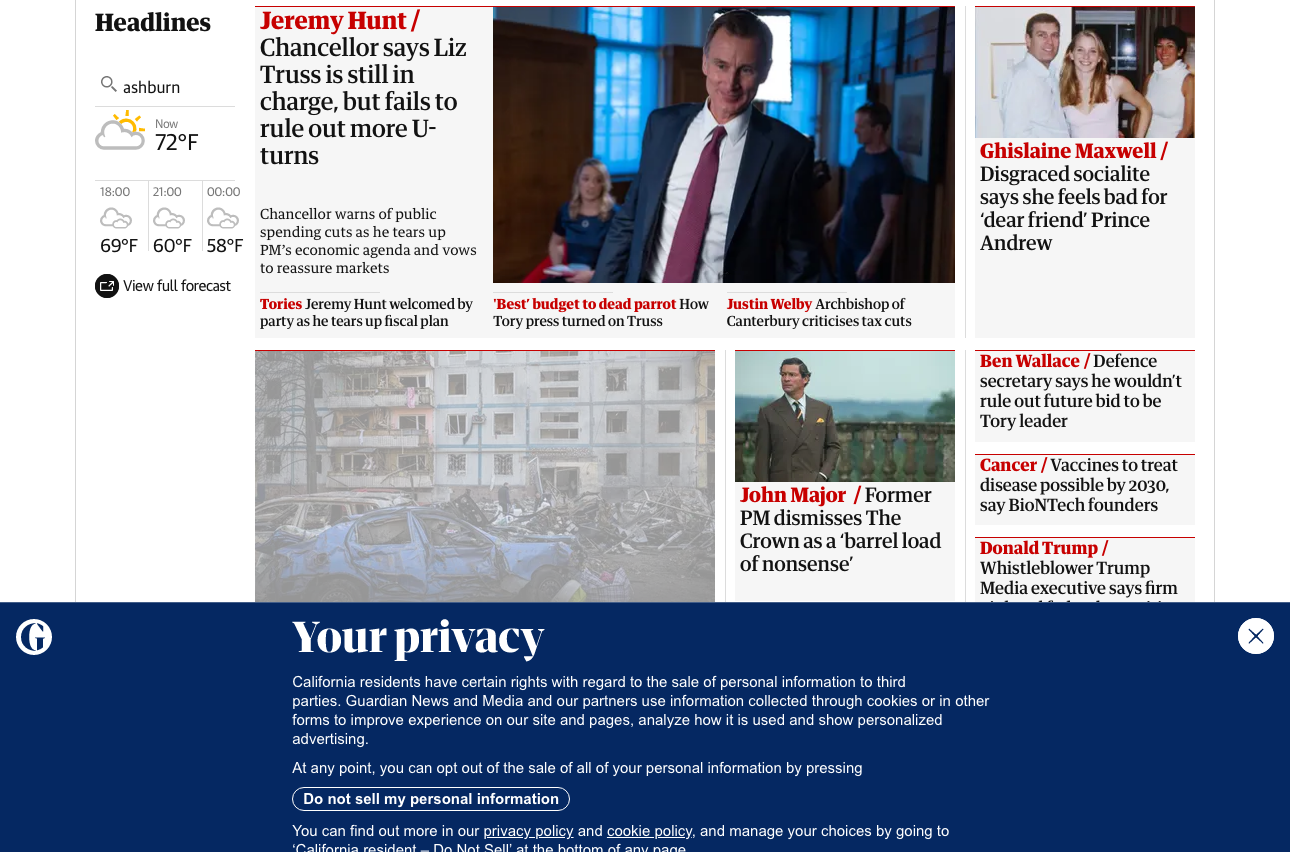 Headlines
ashburn
Now
72°F
18:00
21:00
00:00
69°F
60°F
58°F
View full forecast
Jeremy Hunt /
Chancellor says Liz
Truss is still in
charge, but fails to
rule out more U-
turns
Chancellor warns of public
spending cuts as he tears up
PM’s economic agenda and vows
to reassure markets
Tories Jeremy Hunt welcomed by
party as he tears up fiscal plan
'Best' budget to dead parrot How
Tory press turned on Truss
Justin Welby Archbishop of
Canterbury criticises tax cuts
Ghislaine Maxwell /
Disgraced socialite
says she feels bad for
‘dear friend’ Prince
Andrew
John Major / Former
PM dismisses The
Crown as a ‘barrel load
of nonsense’
Ben Wallace / Defence
secretary says he wouldn’t
rule out future bid to be
Tory leader
Cancer / Vaccines to treat
disease possible by 2030,
say BioNTech founders
Donald Trump /
Whistleblower Trump
Media executive says firm
G
Your privacy
California residents have certain rights with regard to the sale of personal information to third
parties. Guardian News and Media and our partners use information collected through cookies or in other
forms to improve experience on our site and pages, analyze how it is used and show personalized
advertising.
At any point, you can opt out of the sale of all of your personal information by pressing
Do not sell my personal information
You can find out more in our privacy policy and cookie policy, and manage your choices by going to
‘California resident – Do Not Sell’ at the bottom of any page.